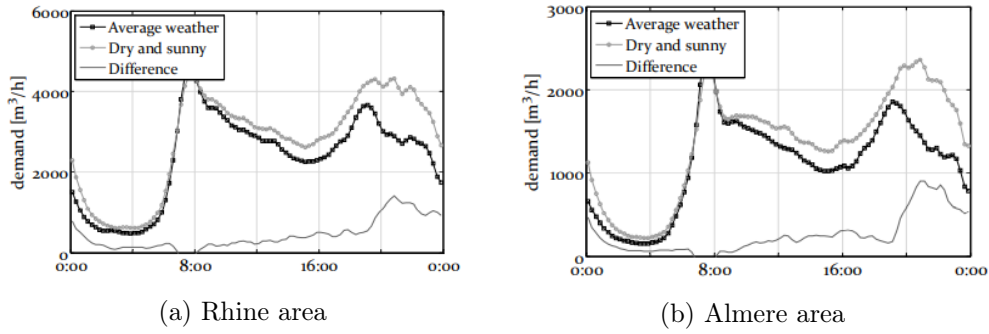 6000
4000
2000
0
demand [m³/h]
Average weather
Dry and sunny
Difference
0:00
8:00
16:00
0:00
(a) Rhine area
3000
2000
1000
0
demand [m³/h]
Average weather
Dry and sunny
Difference
0:00
8:00
16:00
0:00
(b) Almere area